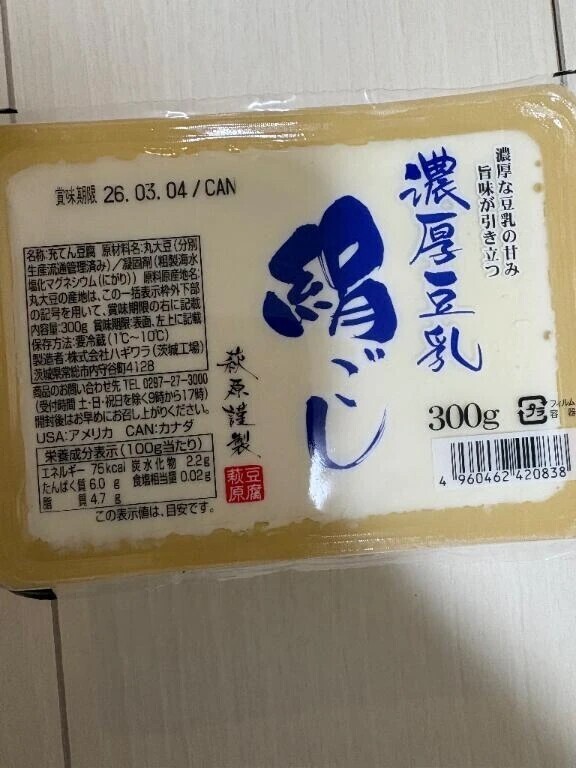 濃厚な豆乳の甘み
旨味が引き立つ
濃厚豆乳
絹ごし
萩原謹製
萩原
豆腐
300g
プラ
フィルム
容器
4 960462 420838
賞味期限 26.03.04/CAN
名称:充てん豆腐 原材料名:丸大豆(分別
生産流通管理済み)/凝固剤(粗製海水
塩化マグネシウム(にがり)) 原料原産地名:
丸大豆の産地は、この一括表示枠外下部
の記号を用いて、賞味期限の右に記載
内容量:300g 賞味期限:表面、左上に記載
保存方法:要冷蔵(1℃~10℃)
製造者:株式会社ハギワラ(茨城工場)
茨城県常総市内守谷町4128
商品のお問い合わせ先 TEL 0297-27-3000
(受付時間 土・日・祝日を除く9時から17時)
開封後はお早めにお召し上がりください。
USA:アメリカ CAN:カナダ
栄養成分表示(100g当たり)
エネルギー 75kcal 炭水化物 2.2g
たんぱく質 6.0 g 食塩相当量 0.02g
脂質 4.7 g
この表示値は、目安です。